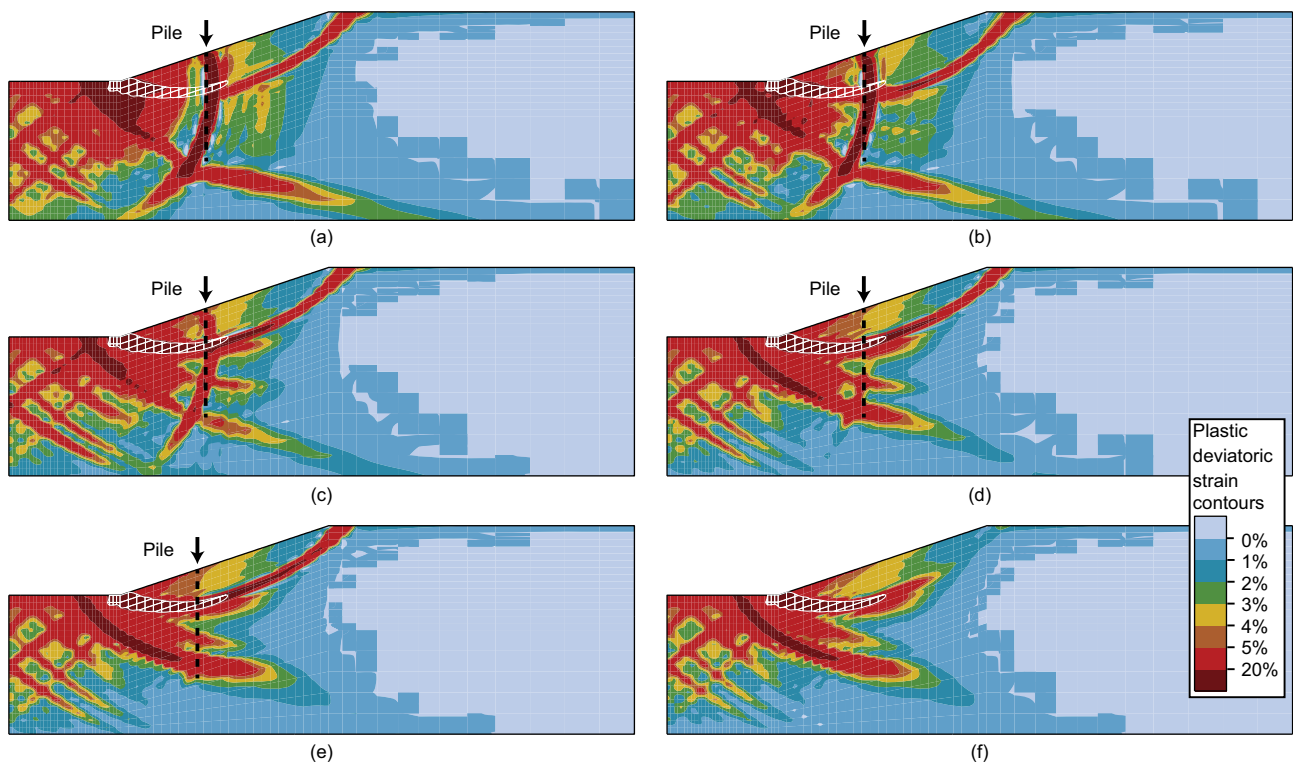 Pile
Pile
(a)
(b)
Pile
Pile
(c)
(d)
Plastic
deviatoric
strain
contours
0%
1%
2%
3%
4%
5%
20%
Pile
(e)
(f)